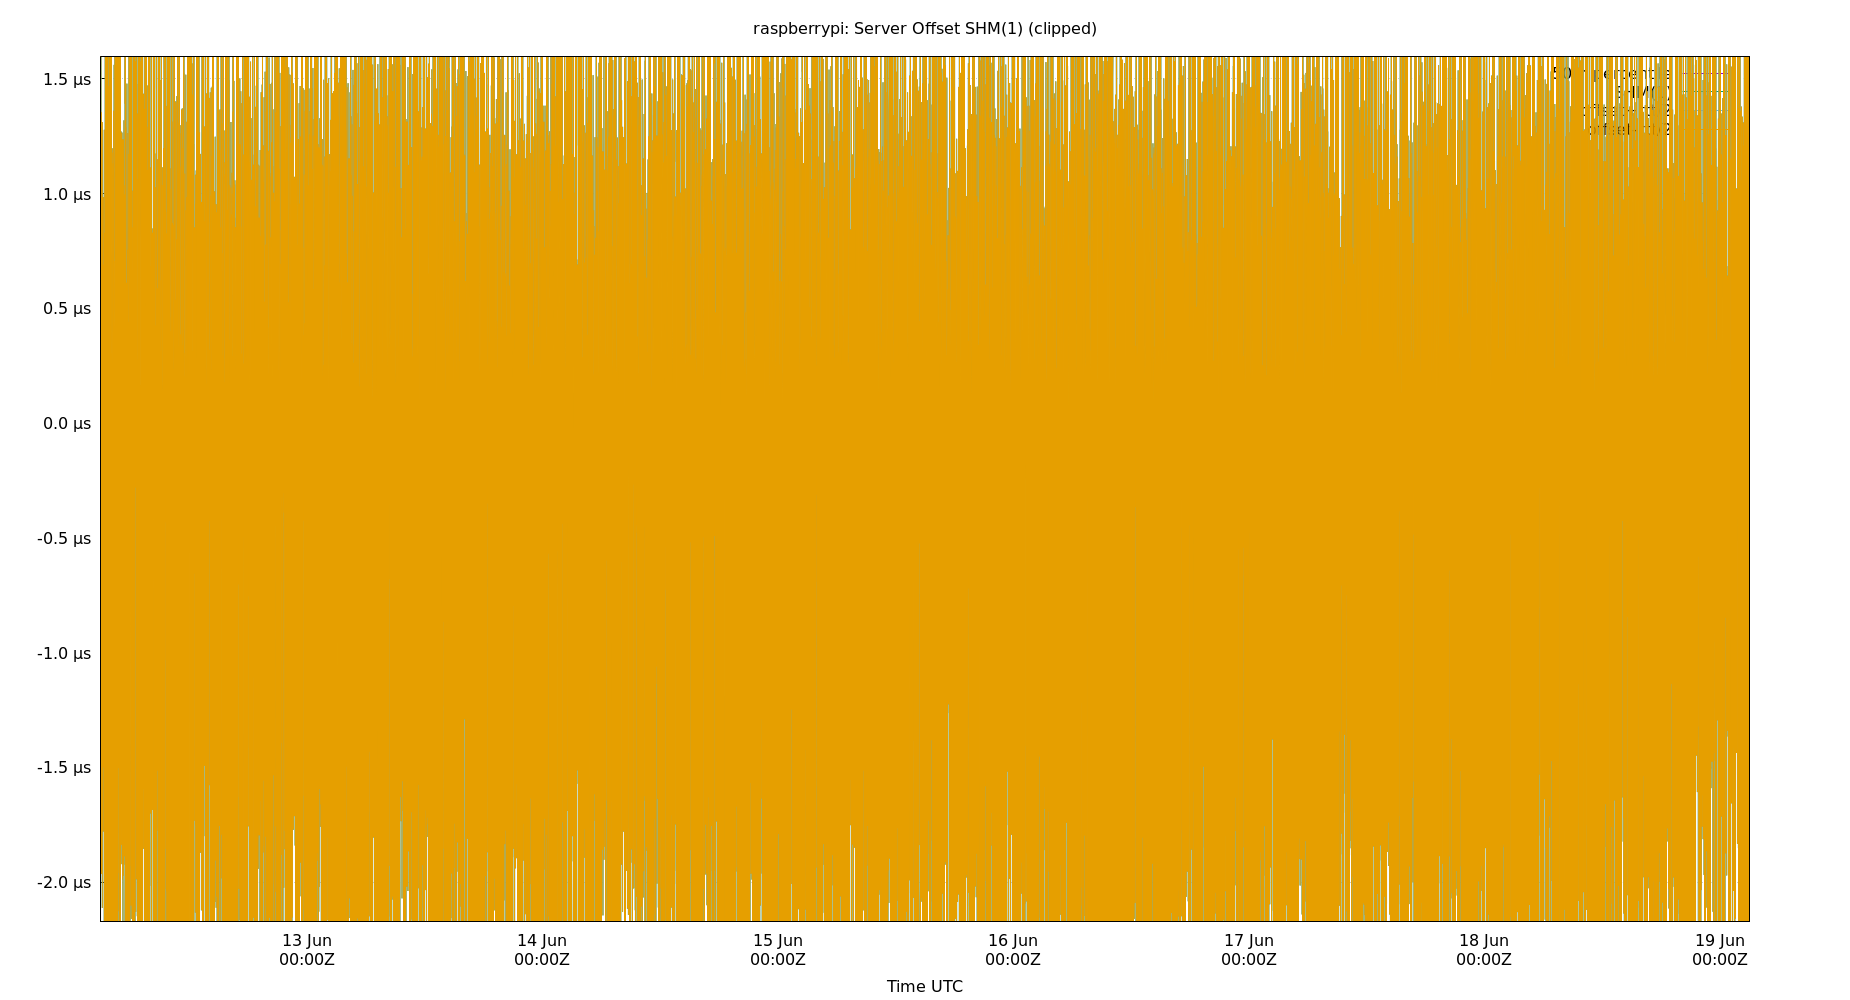 raspberrypi: Server Offset SHM(1) (clipped)
1.5 µs
1.0 µs
0.5 µs
0.0 µs
-0.5 µs
-1.0 µs
-1.5 µs
-2.0 µs
13 Jun
00:00Z
14 Jun
00:00Z
15 Jun
00:00Z
16 Jun
00:00Z
17 Jun
00:00Z
18 Jun
00:00Z
19 Jun
00:00Z
Time UTC